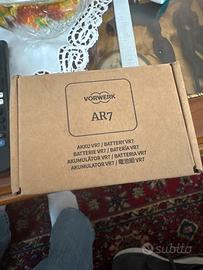 VORWERK
AR7
AKKU VR7 / BATTERY VR7
BATTERIE VR7 / BATERÍA VR7
AKUMULÁTOR VR7 / BATTERIA VR7
AKUMULATOR VR7 / 電池組 VR7
subito